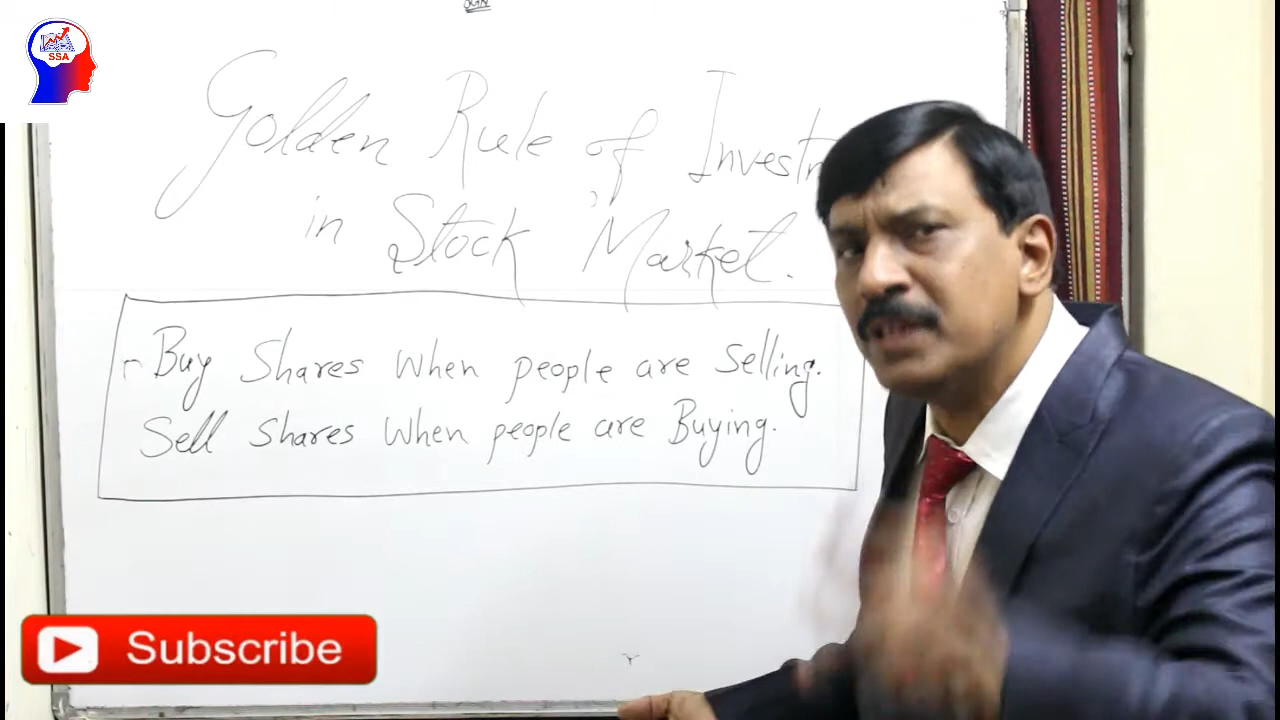 SSA
Golden Rule of
in Stock Market.
Buy Shares When people are Selling.
Sell Shares When people are Buying.
Subscribe